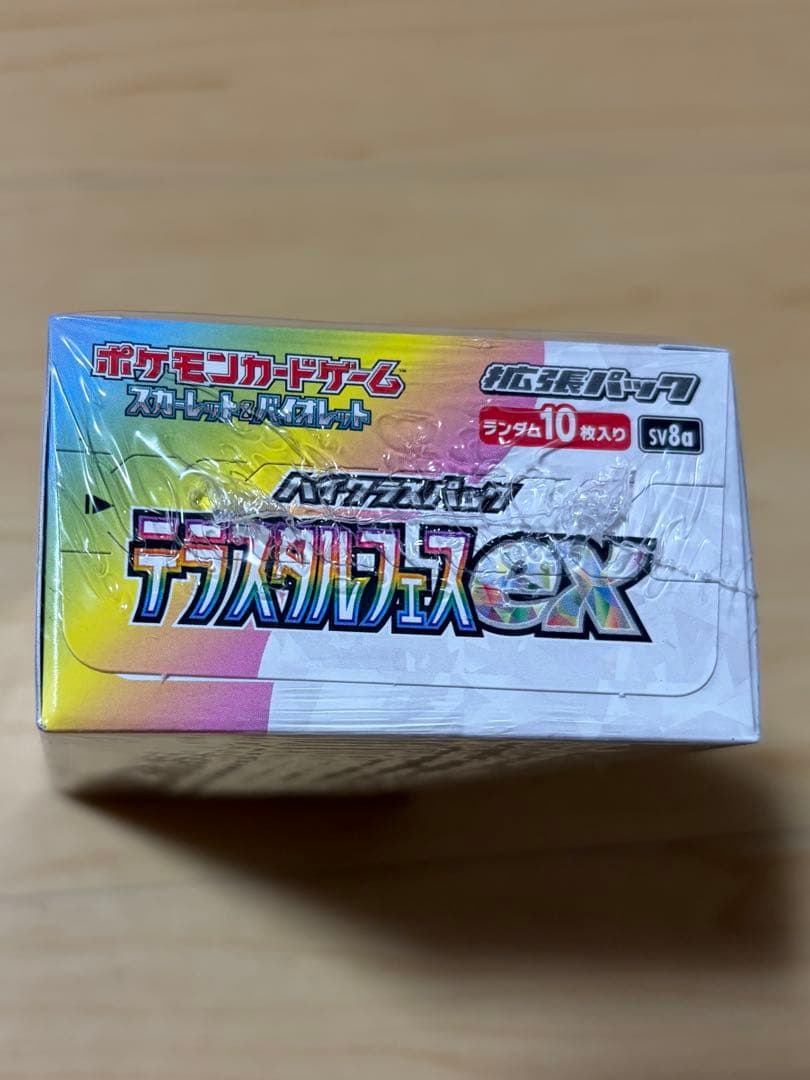 ポケモンカードゲーム™
スカーレット&バイオレット
拡張パック
ランダム10枚入り
SV8a
ハイクラスパック
テラスタルフェスex